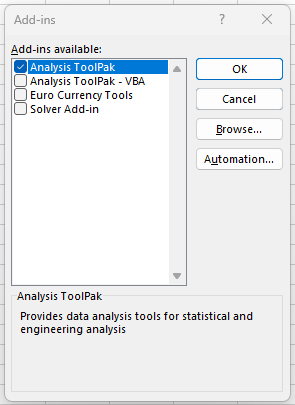 Add-ins
?
Add-ins available:
Analysis ToolPak
Analysis ToolPak - VBA
Euro Currency Tools
Solver Add-in
OK
Cancel
Browse...
Automation...
Analysis ToolPak
Provides data analysis tools for statistical and
engineering analysis